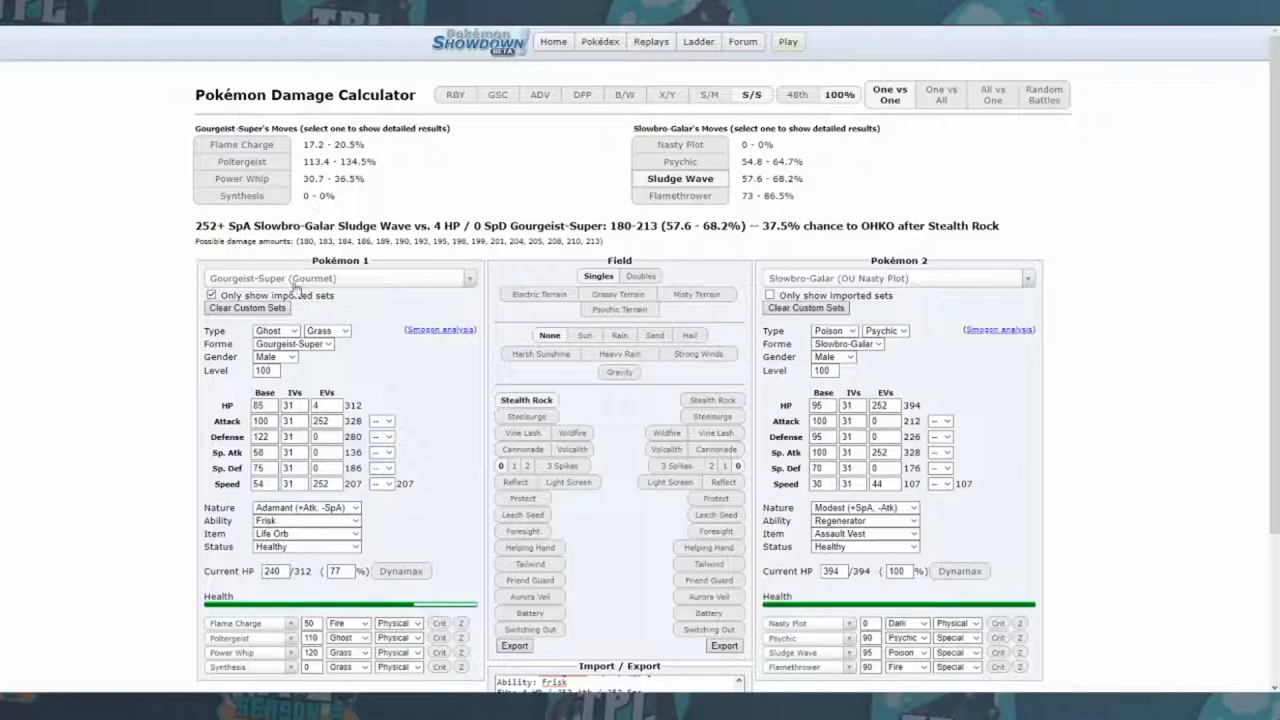 Pokémon SHOWDOWN BETA Home Pokédex Replays Ladder Forum Play
Pokémon Damage Calculator RBY GSC ADV DPP B/W X/Y S/M S/S 48th 100% One vs One One vs All All vs One Random Battles
Gourgeist-Super's Moves (select one to show detailed results) Slowbro-Galar's Moves (select one to show detailed results)
Flame Charge 17.2 - 20.5% Nasty Plot 0 - 0%
Poltergeist 113.4 - 134.5% Psychic 54.8 - 64.7%
Power Whip 30.7 - 36.5% Sludge Wave 57.6 - 68.2%
Synthesis 0 - 0% Flamethrower 73 - 86.5%
252+ SpA Slowbro-Galar Sludge Wave vs. 4 HP / 0 SpD Gourgeist-Super: 180-213 (57.6 - 68.2%) -- 37.5% chance to OHKO after Stealth Rock
Possible damage amounts: (180, 183, 184, 186, 189, 190, 193, 195, 198, 199, 201, 204, 205, 208, 210, 213)
Pokémon 1
Gourgeist-Super (Gourmet)
Only show imported sets
Clear Custom Sets
Type Ghost Grass (Smogon analysis)
Forme Gourgeist-Super
Gender Male
Level 100
Base IVs EVs
HP 85 31 4 312
Attack 100 31 252 328 --
Defense 122 31 0 280 --
Sp. Atk 58 31 0 136 --
Sp. Def 75 31 0 186 --
Speed 54 31 252 207 -- 207
Nature Adamant (+Atk, -SpA)
Ability Frisk
Item Life Orb
Status Healthy
Current HP 240 /312 ( 77 %) Dynamax
Health
Flame Charge 50 Fire Physical Crit Z
Poltergeist 110 Ghost Physical Crit Z
Power Whip 120 Grass Physical Crit Z
Synthesis 0 Grass Physical Crit Z
Field
Singles Doubles
Electric Terrain Grassy Terrain Misty Terrain
Psychic Terrain
None Sun Rain Sand Hail
Harsh Sunshine Heavy Rain Strong Winds
Gravity
Stealth Rock Stealth Rock
Steelsurge Steelsurge
Vine Lash Wildfire Wildfire Vine Lash
Cannonade Volcalith Volcalith Cannonade
0 1 2 3 Spikes 3 Spikes 2 1 0
Reflect Light Screen Light Screen Reflect
Protect Protect
Leech Seed Leech Seed
Foresight Foresight
Helping Hand Helping Hand
Tailwind Tailwind
Friend Guard Friend Guard
Aurora Veil Aurora Veil
Battery Battery
Switching Out Switching Out
Export Export
Import / Export
Ability: Frisk
EVs: 4 HP / 252 Atk / 252 Spe
Pokémon 2
Slowbro-Galar (OU Nasty Plot)
Only show imported sets
Clear Custom Sets
Type Poison Psychic (Smogon analysis)
Forme Slowbro-Galar
Gender Male
Level 100
Base IVs EVs
HP 95 31 252 394
Attack 100 31 0 212 --
Defense 95 31 0 226 --
Sp. Atk 100 31 252 328 --
Sp. Def 70 31 0 176 --
Speed 30 31 44 107 -- 107
Nature Modest (+SpA, -Atk)
Ability Regenerator
Item Assault Vest
Status Healthy
Current HP 394 /394 ( 100 %) Dynamax
Health
Nasty Plot 0 Dark Physical Crit Z
Psychic 90 Psychic Special Crit Z
Sludge Wave 95 Poison Special Crit Z
Flamethrower 90 Fire Special Crit Z
SEASON
TPL
TPL